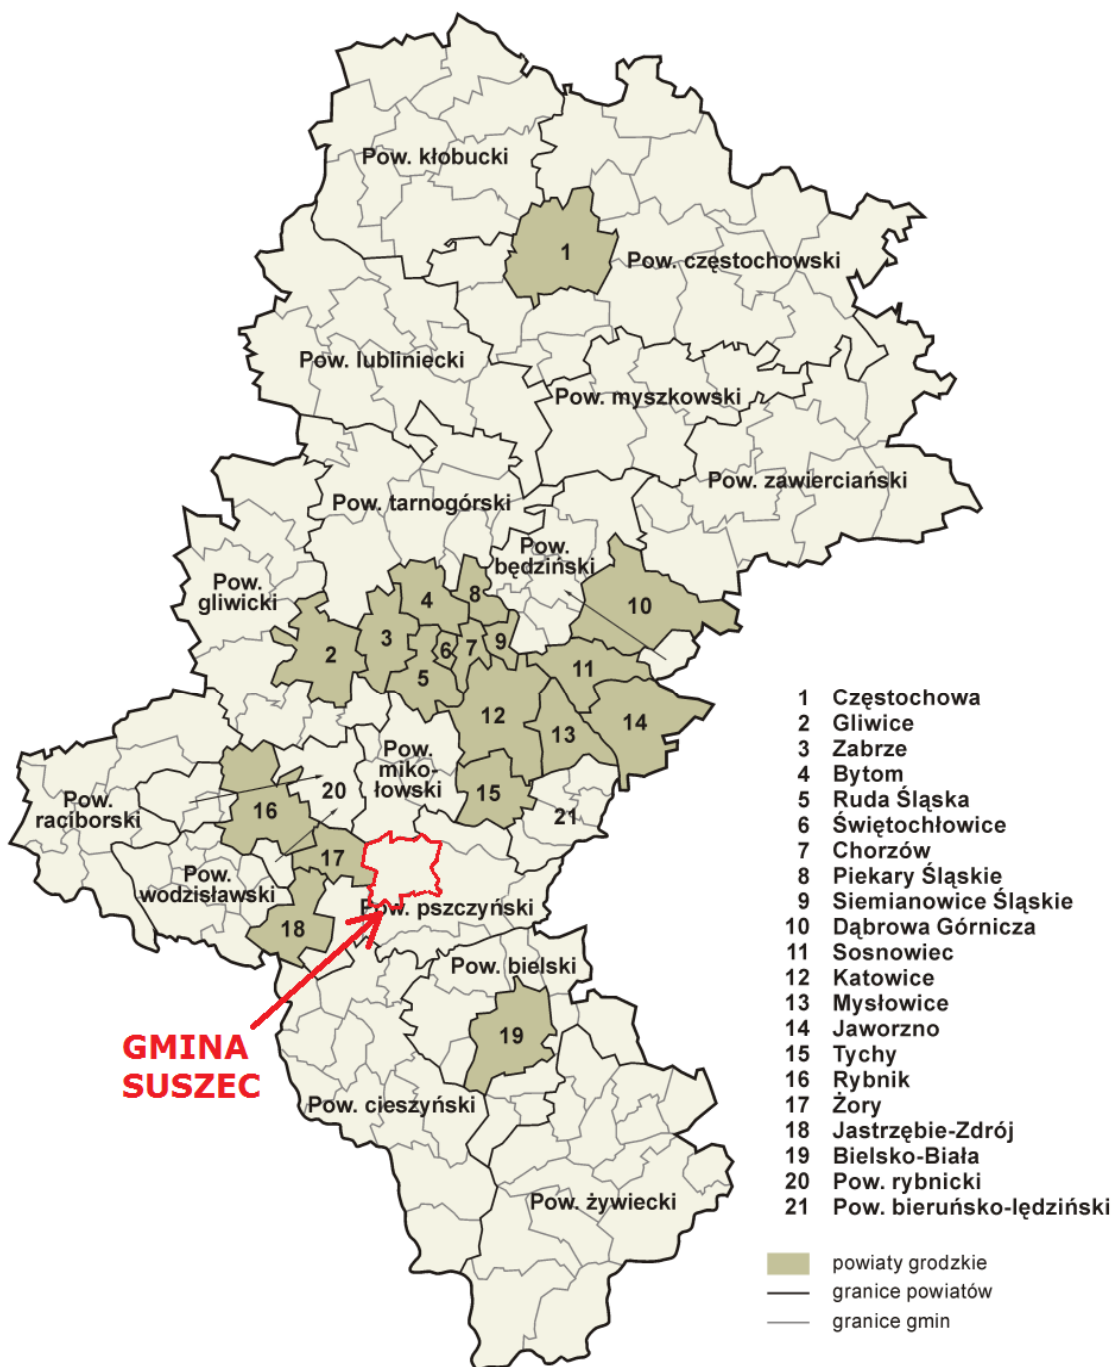 Pow. kłobucki
1
Pow. częstochowski
Pow. lubliniecki
Pow. myszkowski
Pow. zawierciański
Pow. tarnogórski
Pow.
będziński
Pow.
gliwicki
4
8
10
3
6
7
9
2
5
11
12
13
14
Pow.
miko-
łowski
20
15
21
Pow.
raciborski
16
17
Pow.
wodzisławski
18
Pow. pszczyński
Pow. bielski
19
GMINA
SUSZEC
Pow. cieszyński
Pow. żywiecki
1 Częstochowa
2 Gliwice
3 Zabrze
4 Bytom
5 Ruda Śląska
6 Świętochłowice
7 Chorzów
8 Piekary Śląskie
9 Siemianowice Śląskie
10 Dąbrowa Górnicza
11 Sosnowiec
12 Katowice
13 Mysłowice
14 Jaworzno
15 Tychy
16 Rybnik
17 Żory
18 Jastrzębie-Zdrój
19 Bielsko-Biała
20 Pow. rybnicki
21 Pow. bieruńsko-lędziński
powiaty grodzkie
granice powiatów
granice gmin